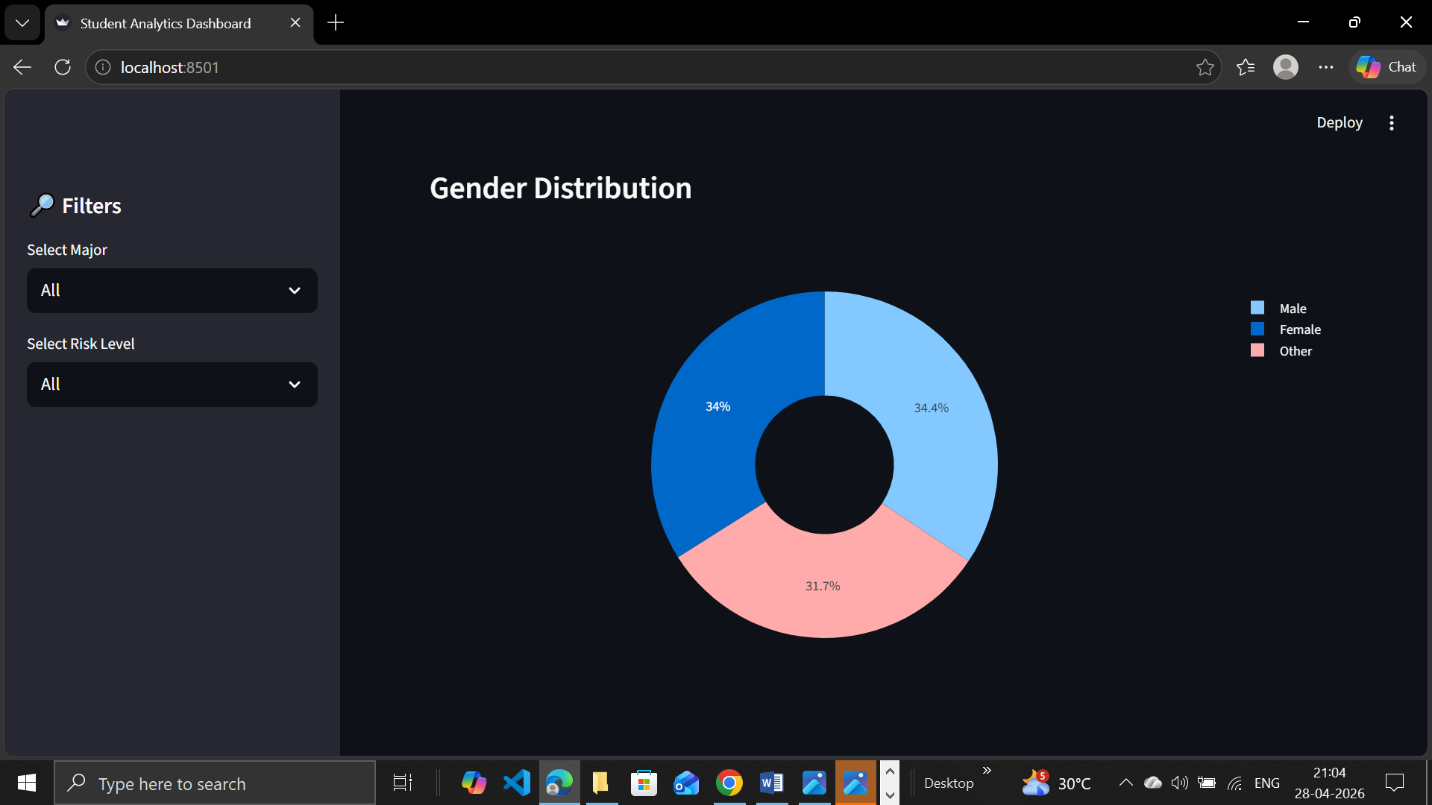 Student Analytics Dashboard
localhost:8501
Chat
Deploy
🔎 Filters
Select Major
All
Select Risk Level
All
Gender Distribution
Male
Female
Other
34%
34.4%
31.7%
Type here to search
Desktop
5
30°C
ENG
21:04
28-04-2026